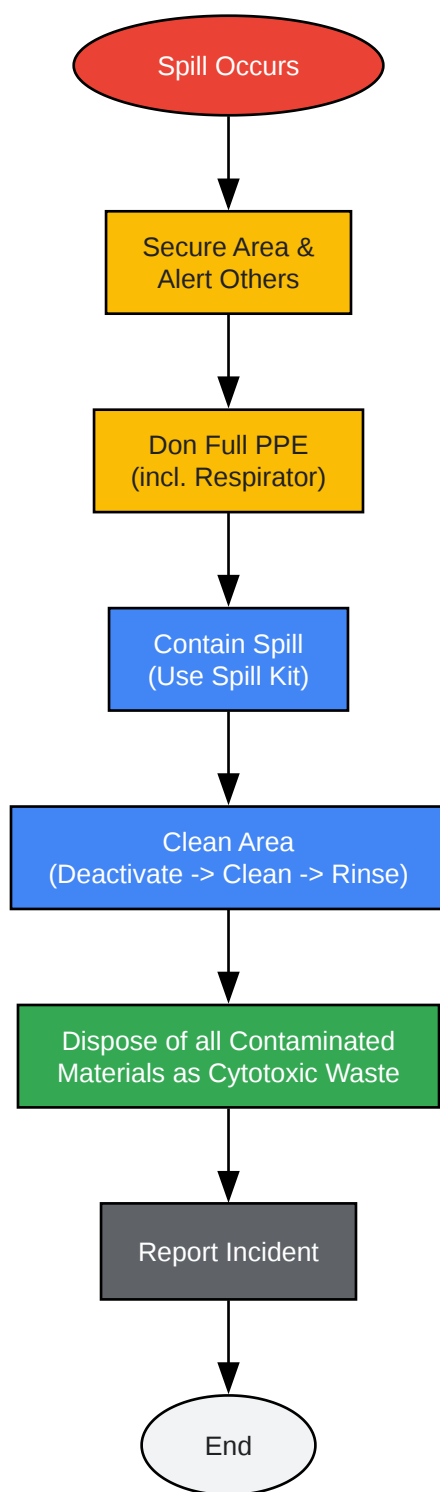 Spill Occurs
Secure Area &
Alert Others
Don Full PPE
(incl. Respirator)
Contain Spill
(Use Spill Kit)
Clean Area
(Deactivate -> Clean -> Rinse)
Dispose of all Contaminated
Materials as Cytotoxic Waste
Report Incident
End